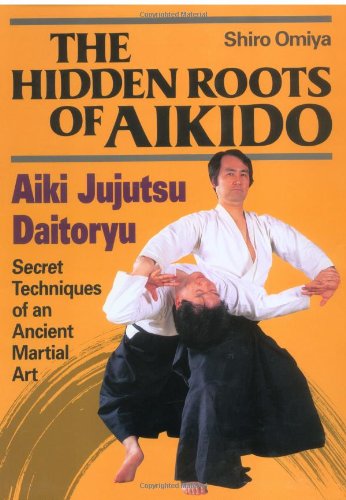 Shiro Omiya
THE
HIDDEN ROOTS
OF AIKIDO
Aiki Jujutsu
Daitoryu
Secret
Techniques
of an
Ancient
Martial
Art